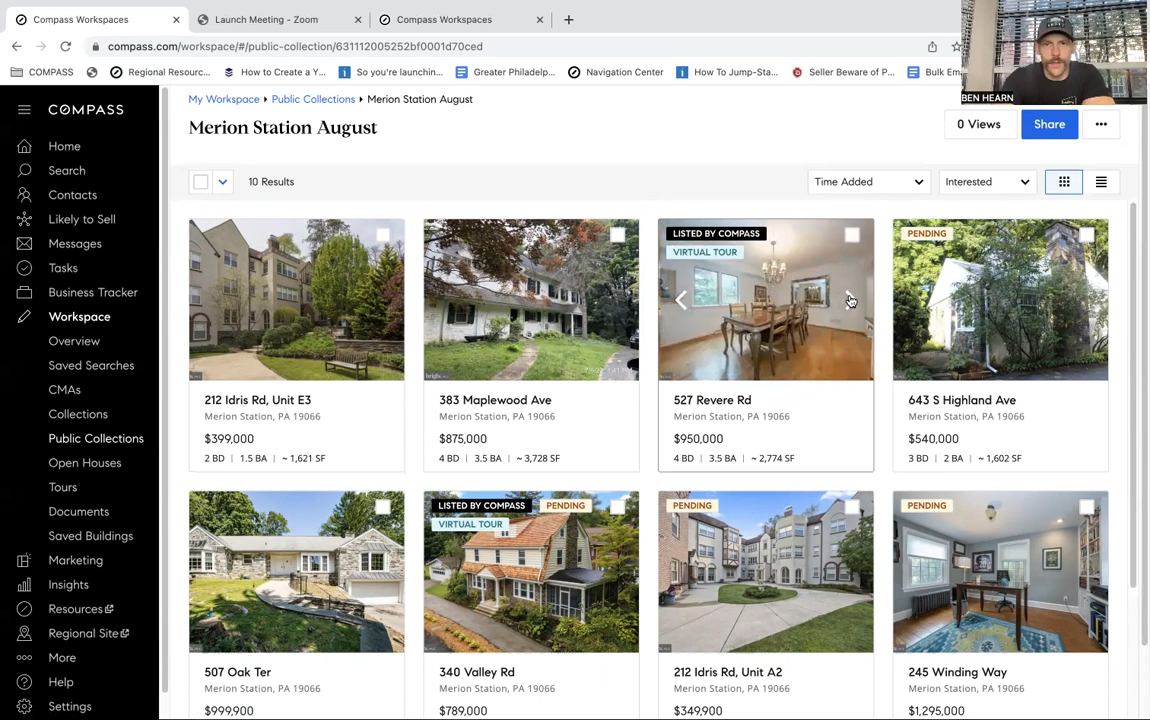 Compass Workspaces
Launch Meeting - Zoom
Compass Workspaces
compass.com/workspace/#/public-collection/631112005252bf0001d70ced
COMPASS
Regional Resourc...
How to Create a Y...
So you're launchin...
Greater Philadelp...
Navigation Center
How To Jump-Sta...
Seller Beware of P...
Bulk Em
BEN HEARN
COMPASS
Home
Search
Contacts
Likely to Sell
Messages
Tasks
Business Tracker
Workspace
Overview
Saved Searches
CMAs
Collections
Public Collections
Open Houses
Tours
Documents
Saved Buildings
Marketing
Insights
Resources
Regional Site
More
Help
Settings
My Workspace
Public Collections
Merion Station August
Merion Station August
0 Views
Share
10 Results
Time Added
Interested
212 Idris Rd, Unit E3
Merion Station, PA 19066
$399,000
2 BD | 1.5 BA | ~ 1,621 SF
383 Maplewood Ave
Merion Station, PA 19066
$875,000
4 BD | 3.5 BA | ~ 3,728 SF
LISTED BY COMPASS
VIRTUAL TOUR
527 Revere Rd
Merion Station, PA 19066
$950,000
4 BD | 3.5 BA | ~ 2,774 SF
PENDING
643 S Highland Ave
Merion Station, PA 19066
$540,000
3 BD | 2 BA | ~ 1,602 SF
507 Oak Ter
Merion Station, PA 19066
$999,900
LISTED BY COMPASS
PENDING
VIRTUAL TOUR
340 Valley Rd
Merion Station, PA 19066
$789,000
PENDING
212 Idris Rd, Unit A2
Merion Station, PA 19066
$349,900
PENDING
245 Winding Way
Merion Station, PA 19066
$1,295,000